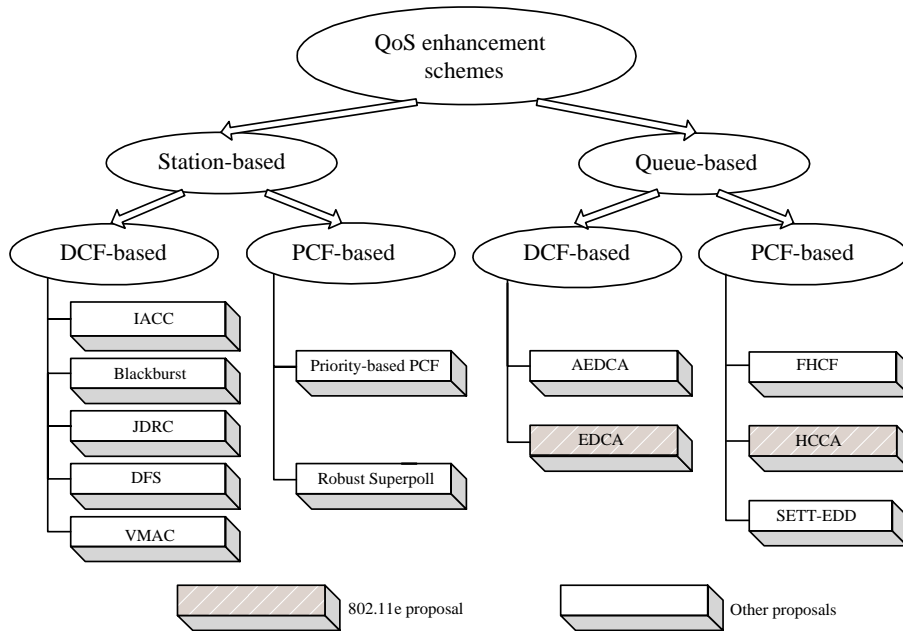 QoS enhancement
schemes
Station-based
Queue-based
DCF-based
PCF-based
DCF-based
PCF-based
IACC
Blackburst
JDRC
DFS
VMAC
Priority-based PCF
Robust Superpoll
AEDCA
EDCA
FHCF
HCCA
SETT-EDD
802.11e proposal
Other proposals